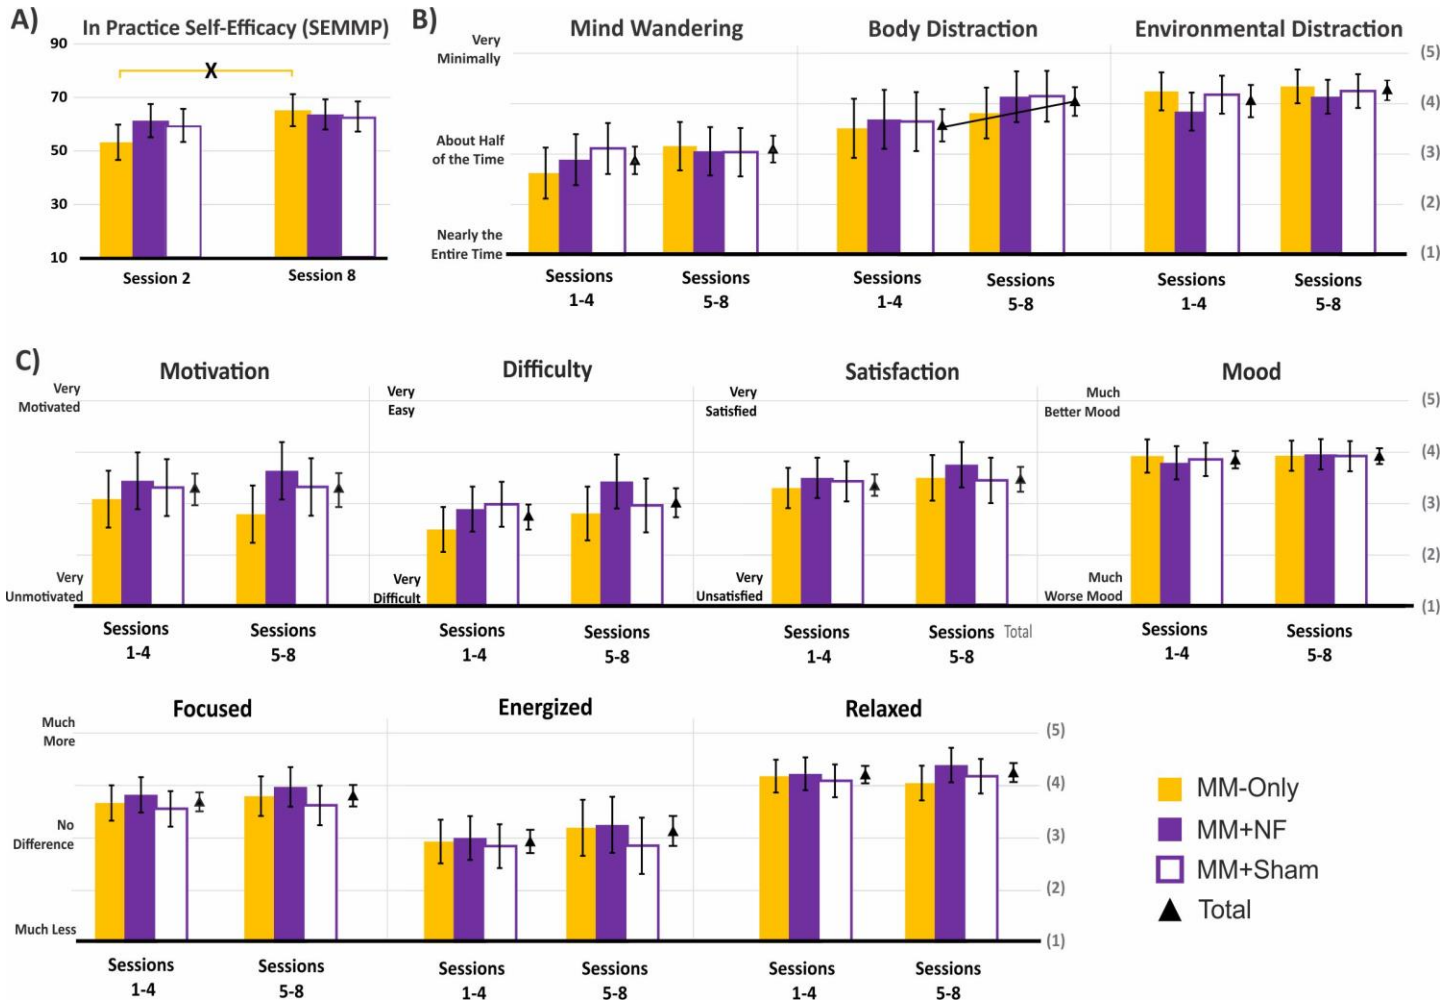 A)
In Practice Self-Efficacy (SEMMP)
90
70
50
30
10
X
Session 2
Session 8
B)
Mind Wandering
Body Distraction
Environmental Distraction
Very
Minimally
About Half
of the Time
Nearly the
Entire Time
(5)
(4)
(3)
(2)
(1)
Sessions
1-4
Sessions
5-8
Sessions
1-4
Sessions
5-8
Sessions
1-4
Sessions
5-8
C)
Motivation
Difficulty
Satisfaction
Mood
Very
Motivated
Very
Unmotivated
Very
Easy
Very
Difficult
Very
Satisfied
Very
Unsatisfied
Much
Better Mood
Much
Worse Mood
(5)
(4)
(3)
(2)
(1)
Sessions
1-4
Sessions
5-8
Sessions
1-4
Sessions
5-8
Sessions
1-4
Sessions Total
5-8
Sessions
1-4
Sessions
5-8
Focused
Energized
Relaxed
Much
More
No
Difference
Much Less
(5)
(4)
(3)
(2)
(1)
Sessions
1-4
Sessions
5-8
Sessions
1-4
Sessions
5-8
Sessions
1-4
Sessions
5-8
MM-Only
MM+NF
MM+Sham
Total